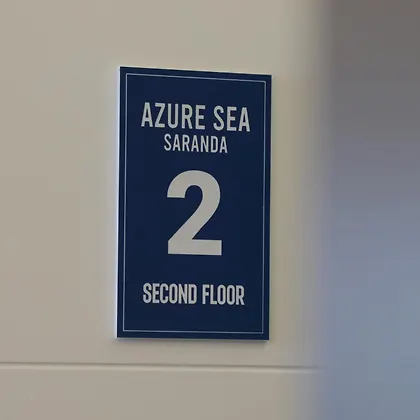 AZURE SEA
SARANDA
2
SECOND FLOOR